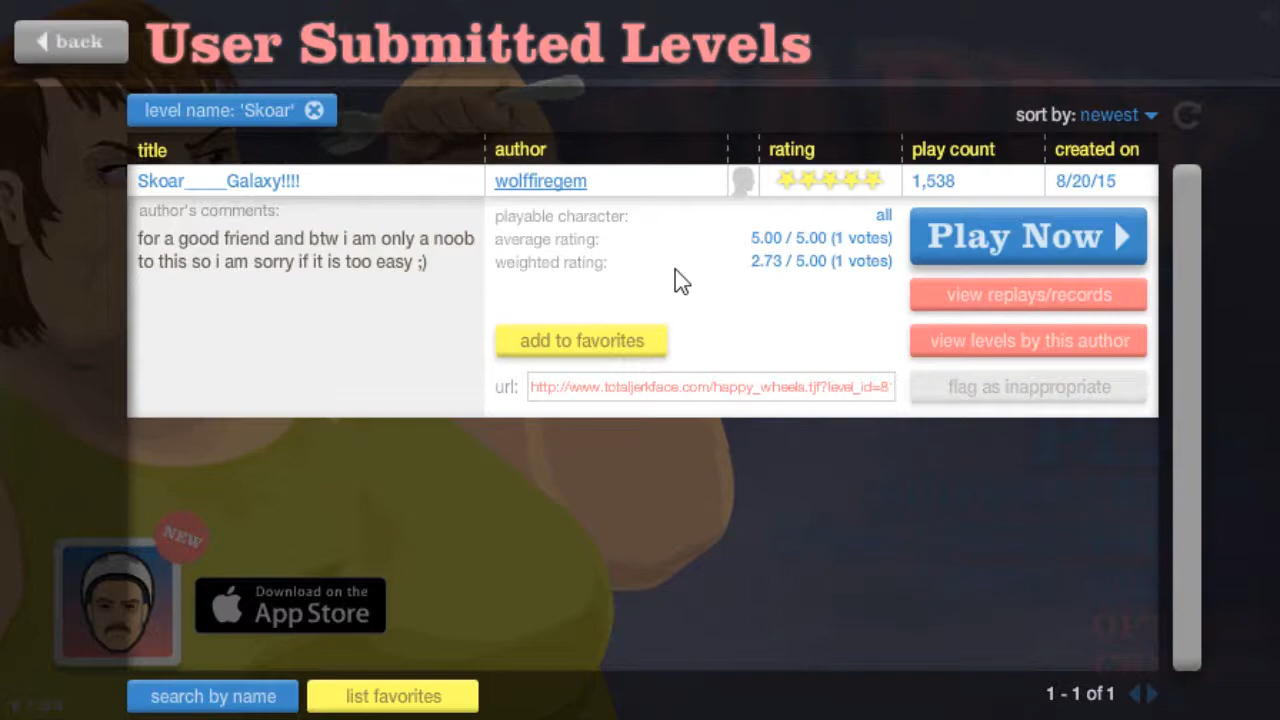 back
User Submitted Levels
level name: 'Skoar'
sort by: newest
title author rating play count created on
Skoar_____Galaxy!!!! wolffiregem 1,538 8/20/15
author's comments:
for a good friend and btw i am only a noob
to this so i am sorry if it is too easy ;)
playable character: all
average rating: 5.00 / 5.00 (1 votes)
weighted rating: 2.73 / 5.00 (1 votes)
add to favorites
url: http://www.totaljerkface.com/happy_wheels.tjf?level_id=8
Play Now
view replays/records
view levels by this author
flag as inappropriate
NEW
Download on the
App Store
search by name
list favorites
1 - 1 of 1